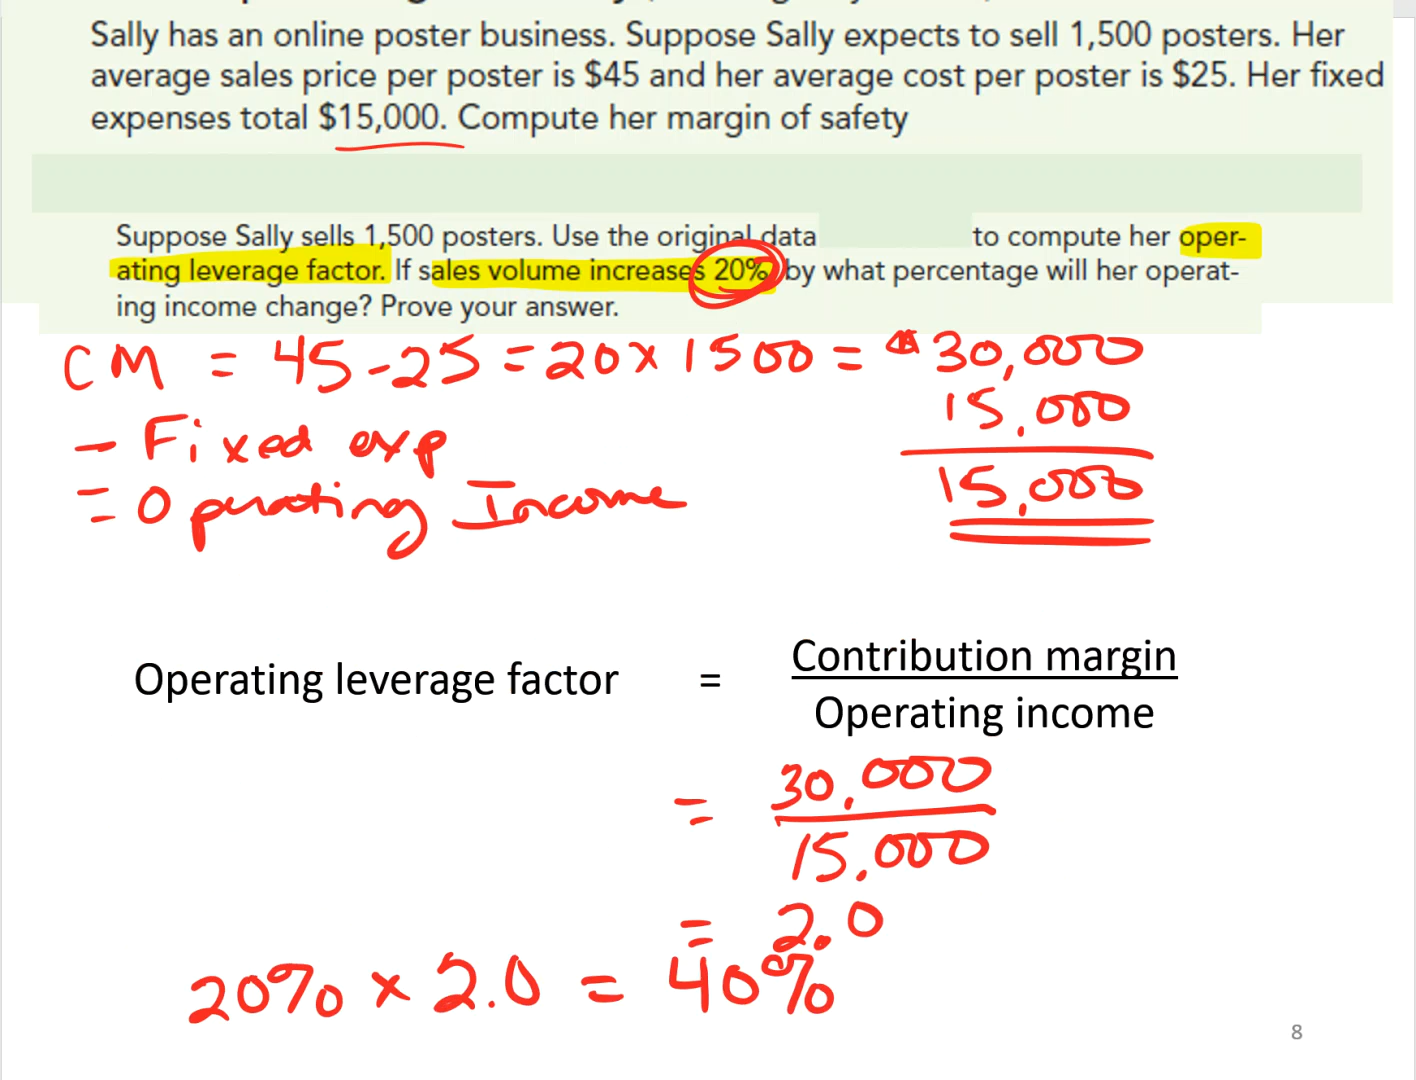 Sally has an online poster business. Suppose Sally expects to sell 1,500 posters. Her
average sales price per poster is $45 and her average cost per poster is $25. Her fixed
expenses total $15,000. Compute her margin of safety
Suppose Sally sells 1,500 posters. Use the original data to compute her oper-
ating leverage factor. If sales volume increases 20% by what percentage will her operat-
ing income change? Prove your answer.
CM = 45-25 = 20 x 1500 = 30,000
- Fixed exp 15,000
= Operating Income 15,000
Operating leverage factor = Contribution margin
Operating income
= 30,000
15,000
= 2.0
20% x 2.0 = 40%
8